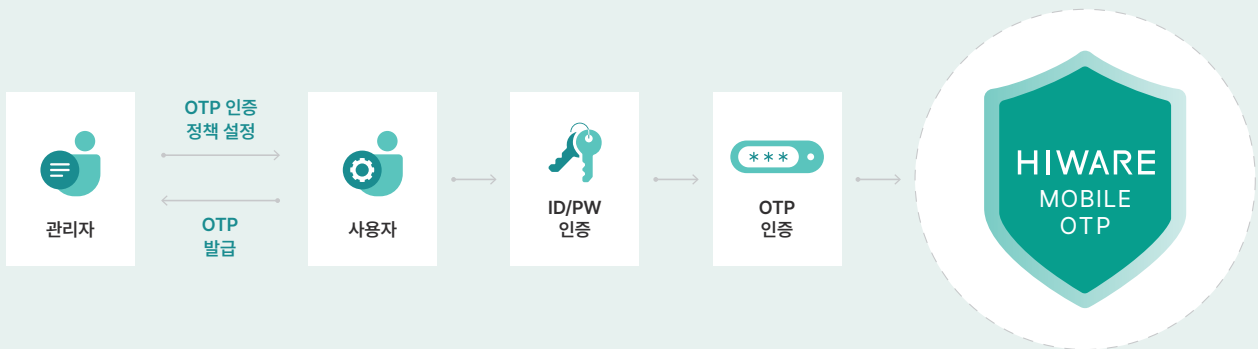 관리자
OTP 인증
정책 설정
OTP
발급
사용자
ID/PW
인증
***
OTP
인증
HIWARE
MOBILE
OTP